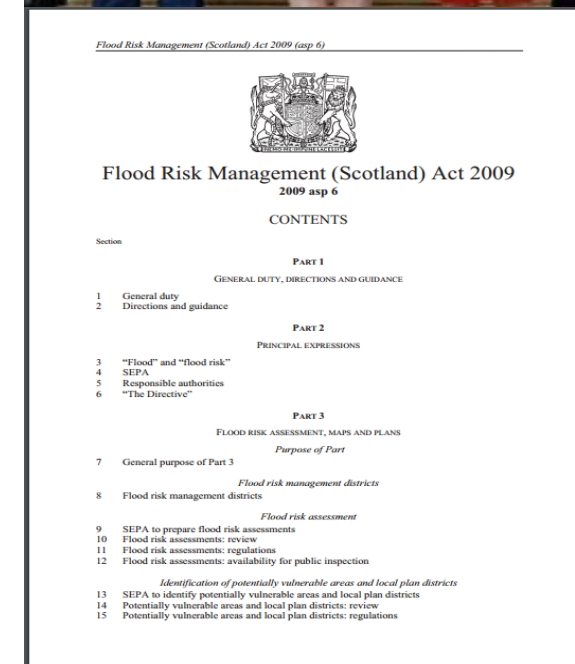 Flood Risk Management (Scotland) Act 2009 (asp 6)
Flood Risk Management (Scotland) Act 2009
2009 asp 6
CONTENTS
Section
PART 1
GENERAL DUTY, DIRECTIONS AND GUIDANCE
1 General duty
2 Directions and guidance
PART 2
PRINCIPAL EXPRESSIONS
3 “Flood” and “flood risk”
4 SEPA
5 Responsible authorities
6 “The Directive”
PART 3
FLOOD RISK ASSESSMENT, MAPS AND PLANS
Purpose of Part
7 General purpose of Part 3
Flood risk management districts
8 Flood risk management districts
Flood risk assessment
9 SEPA to prepare flood risk assessments
10 Flood risk assessments: review
11 Flood risk assessments: regulations
12 Flood risk assessments: availability for public inspection
Identification of potentially vulnerable areas and local plan districts
13 SEPA to identify potentially vulnerable areas and local plan districts
14 Potentially vulnerable areas and local plan districts: review
15 Potentially vulnerable areas and local plan districts: regulations